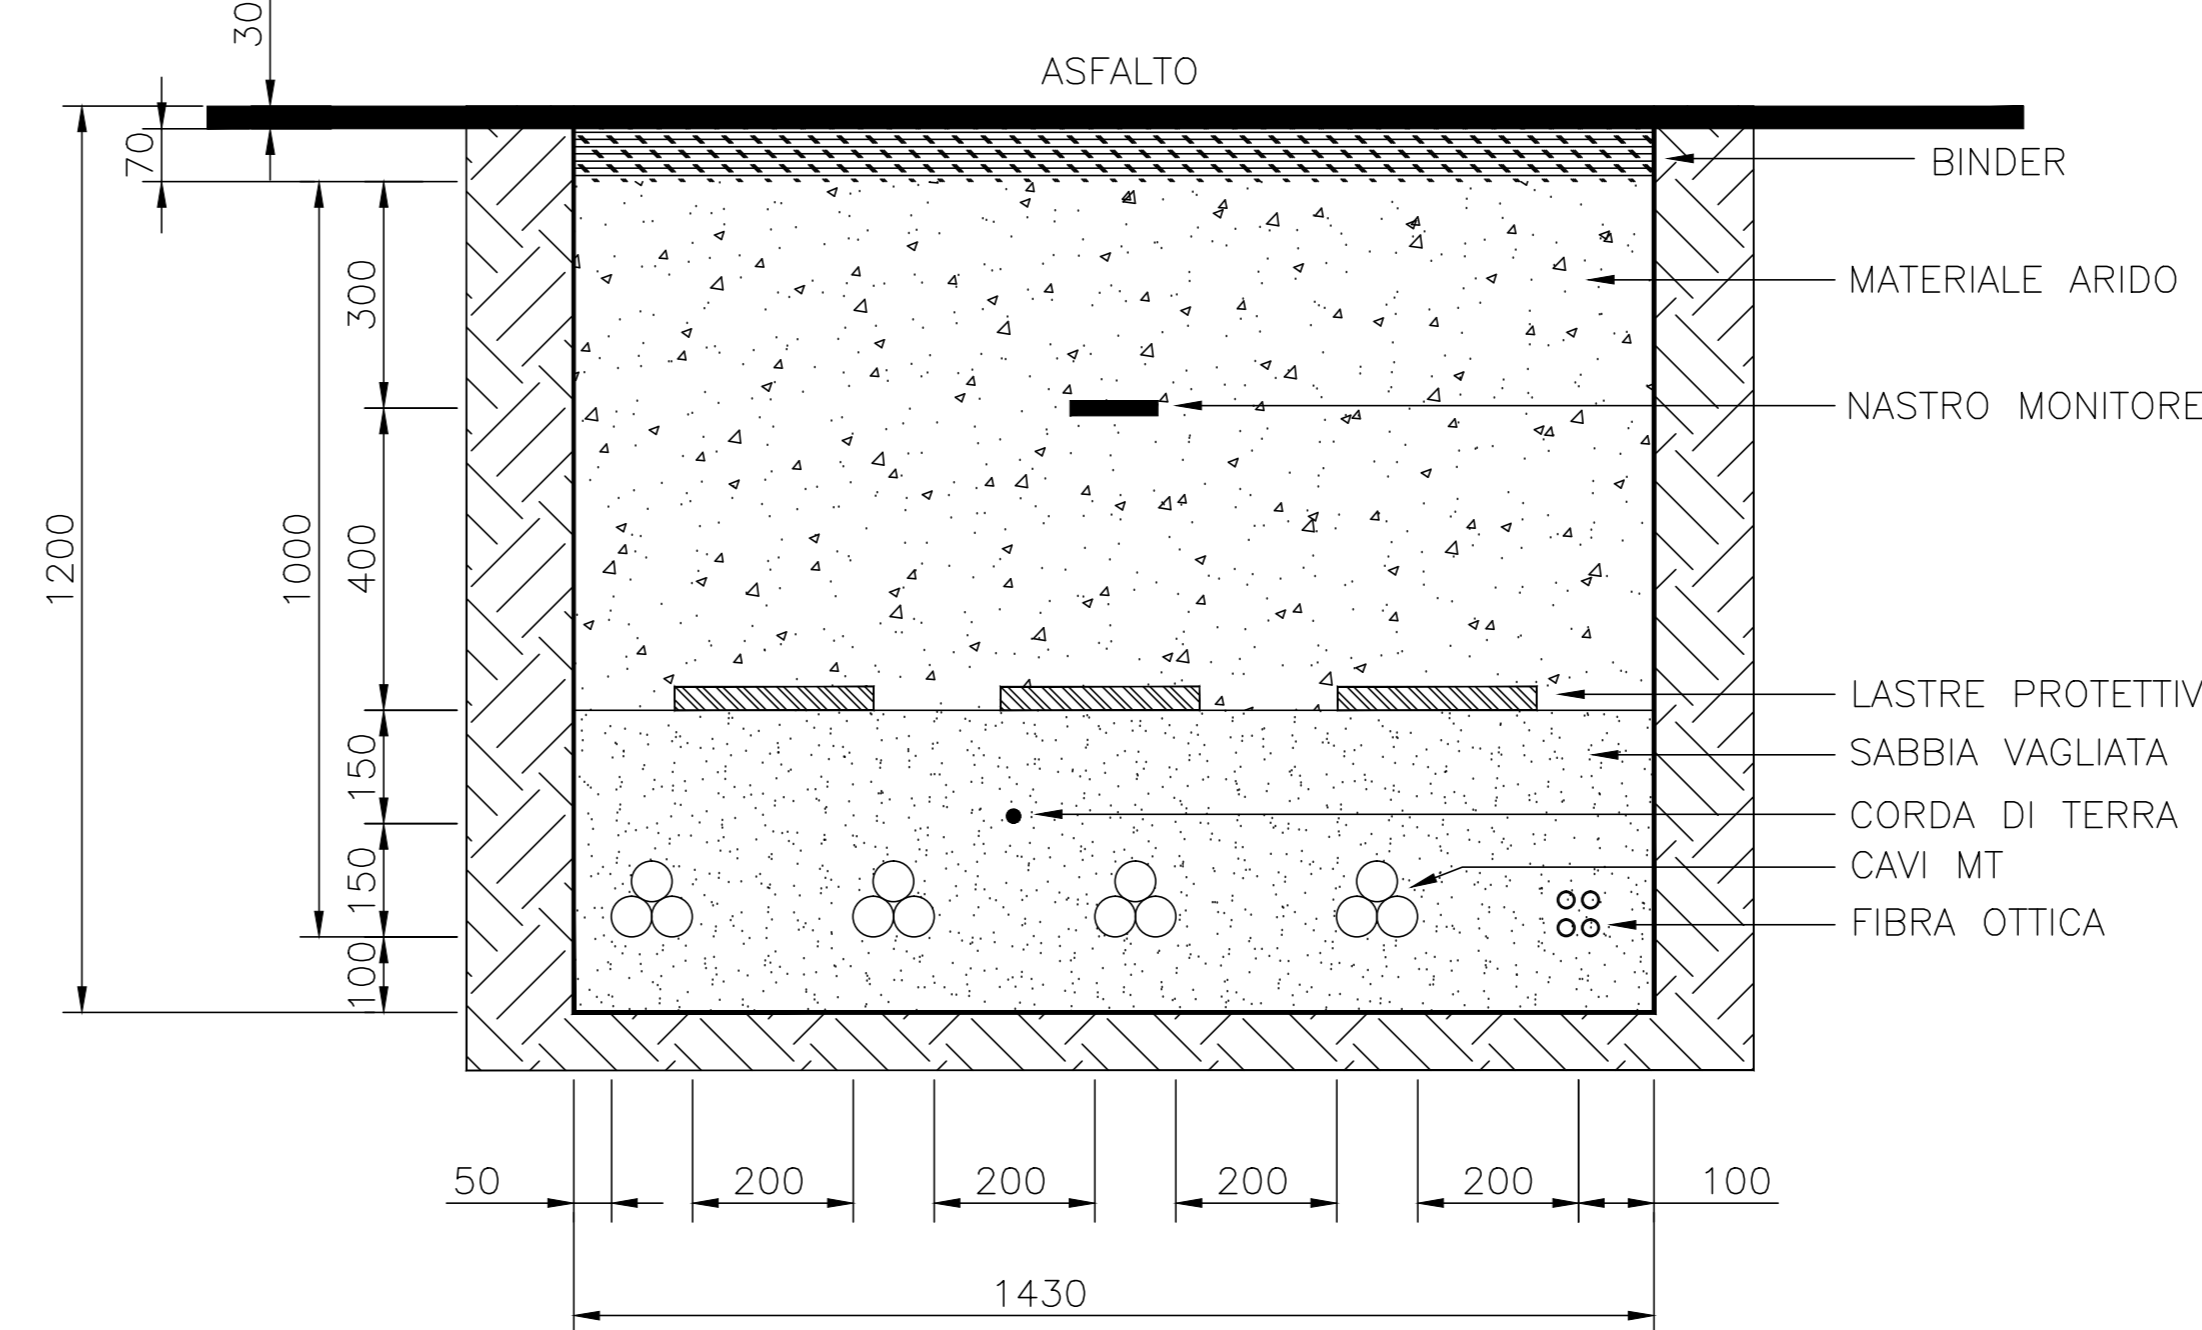 30
ASFALTO
70
BINDER
300
MATERIALE ARIDO
NASTRO MONITORE
1200
1000
400
LASTRE PROTETTIV
150
SABBIA VAGLIATA
CORDA DI TERRA
150
CAVI MT
FIBRA OTTICA
100
50
200
200
200
200
100
1430